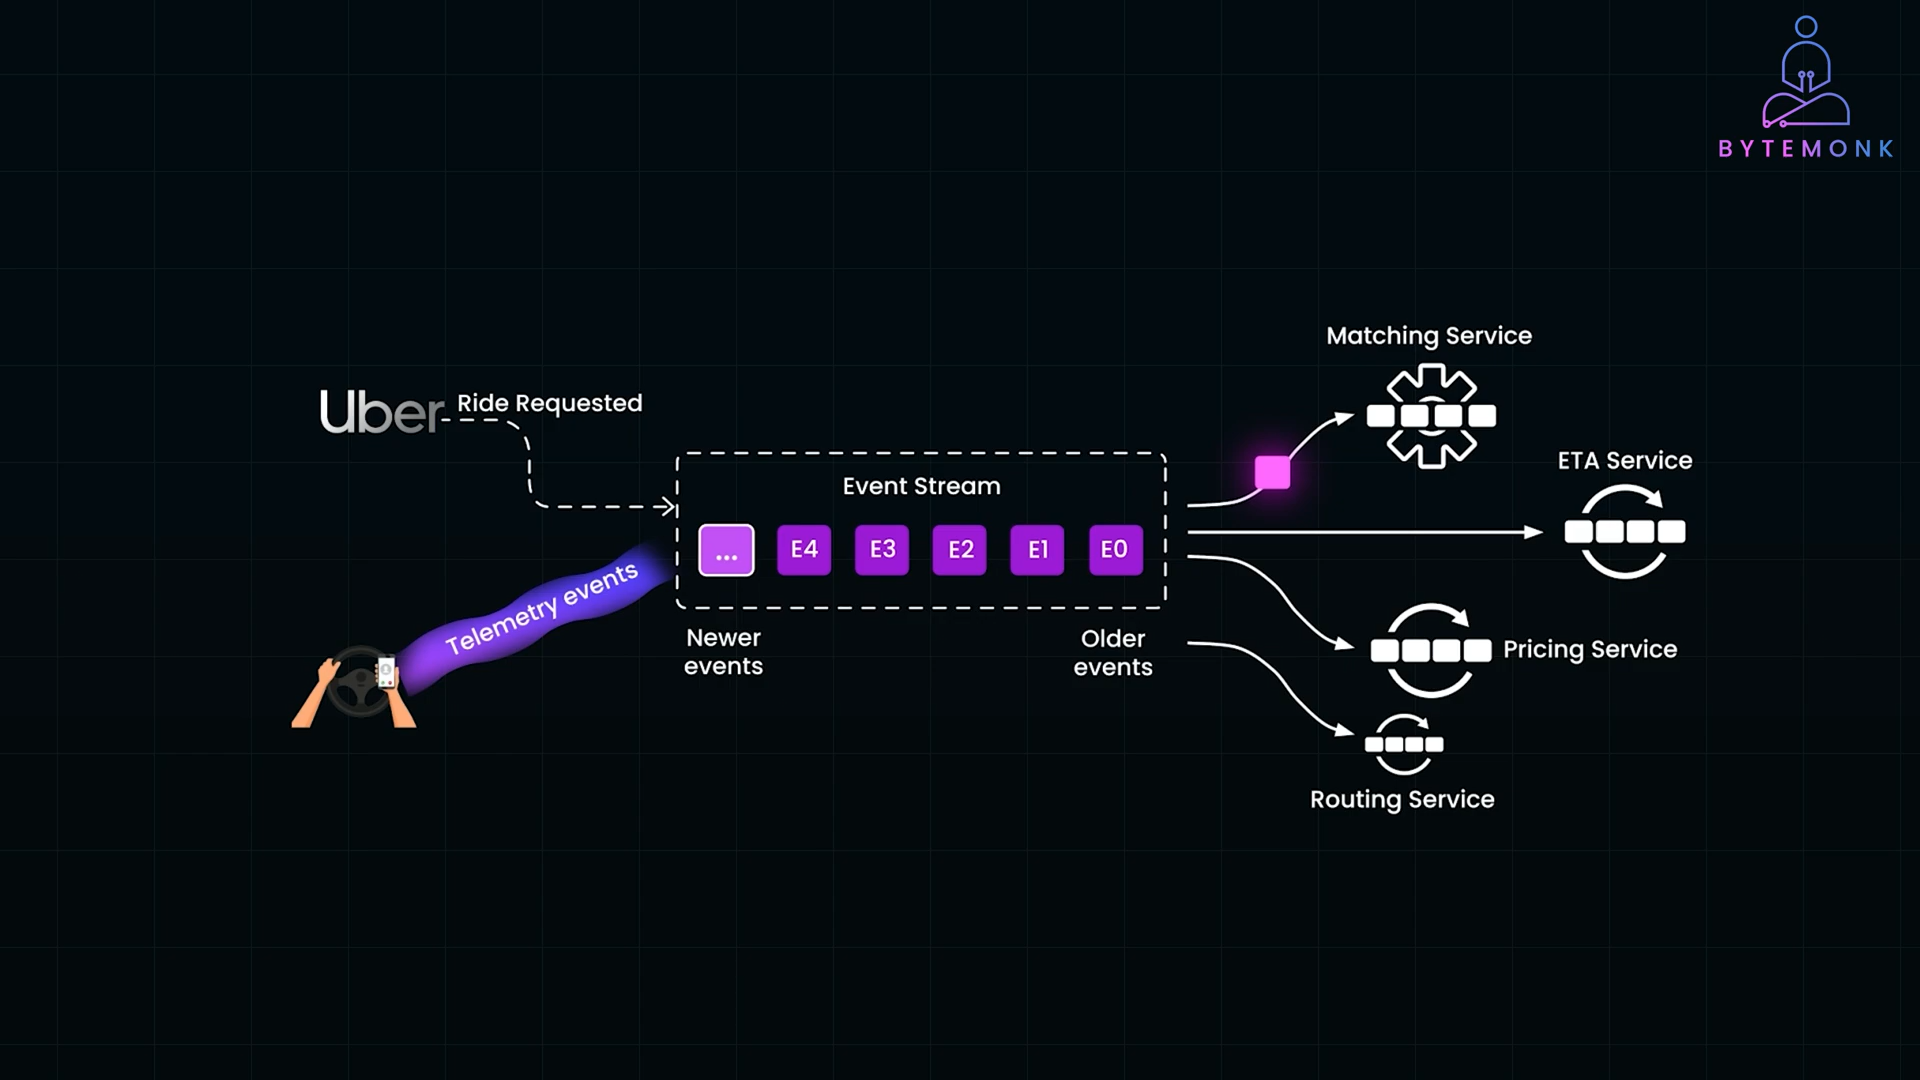 BYTEMONK
Matching Service
Uber
Ride Requested
ETA Service
Event Stream
... E4 E3 E2 E1 E0
Telemetry events
Newer
events
Older
events
Pricing Service
Routing Service